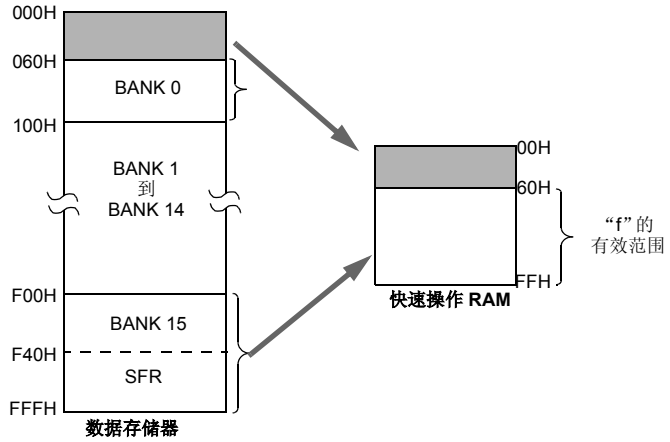 000H
060H
BANK 0
100H
BANK 1
到
BANK 14
F00H
BANK 15
F40H
SFR
FFFH
数据存储器
00H
60H
“f”的
有效范围
FFH
快速操作 RAM